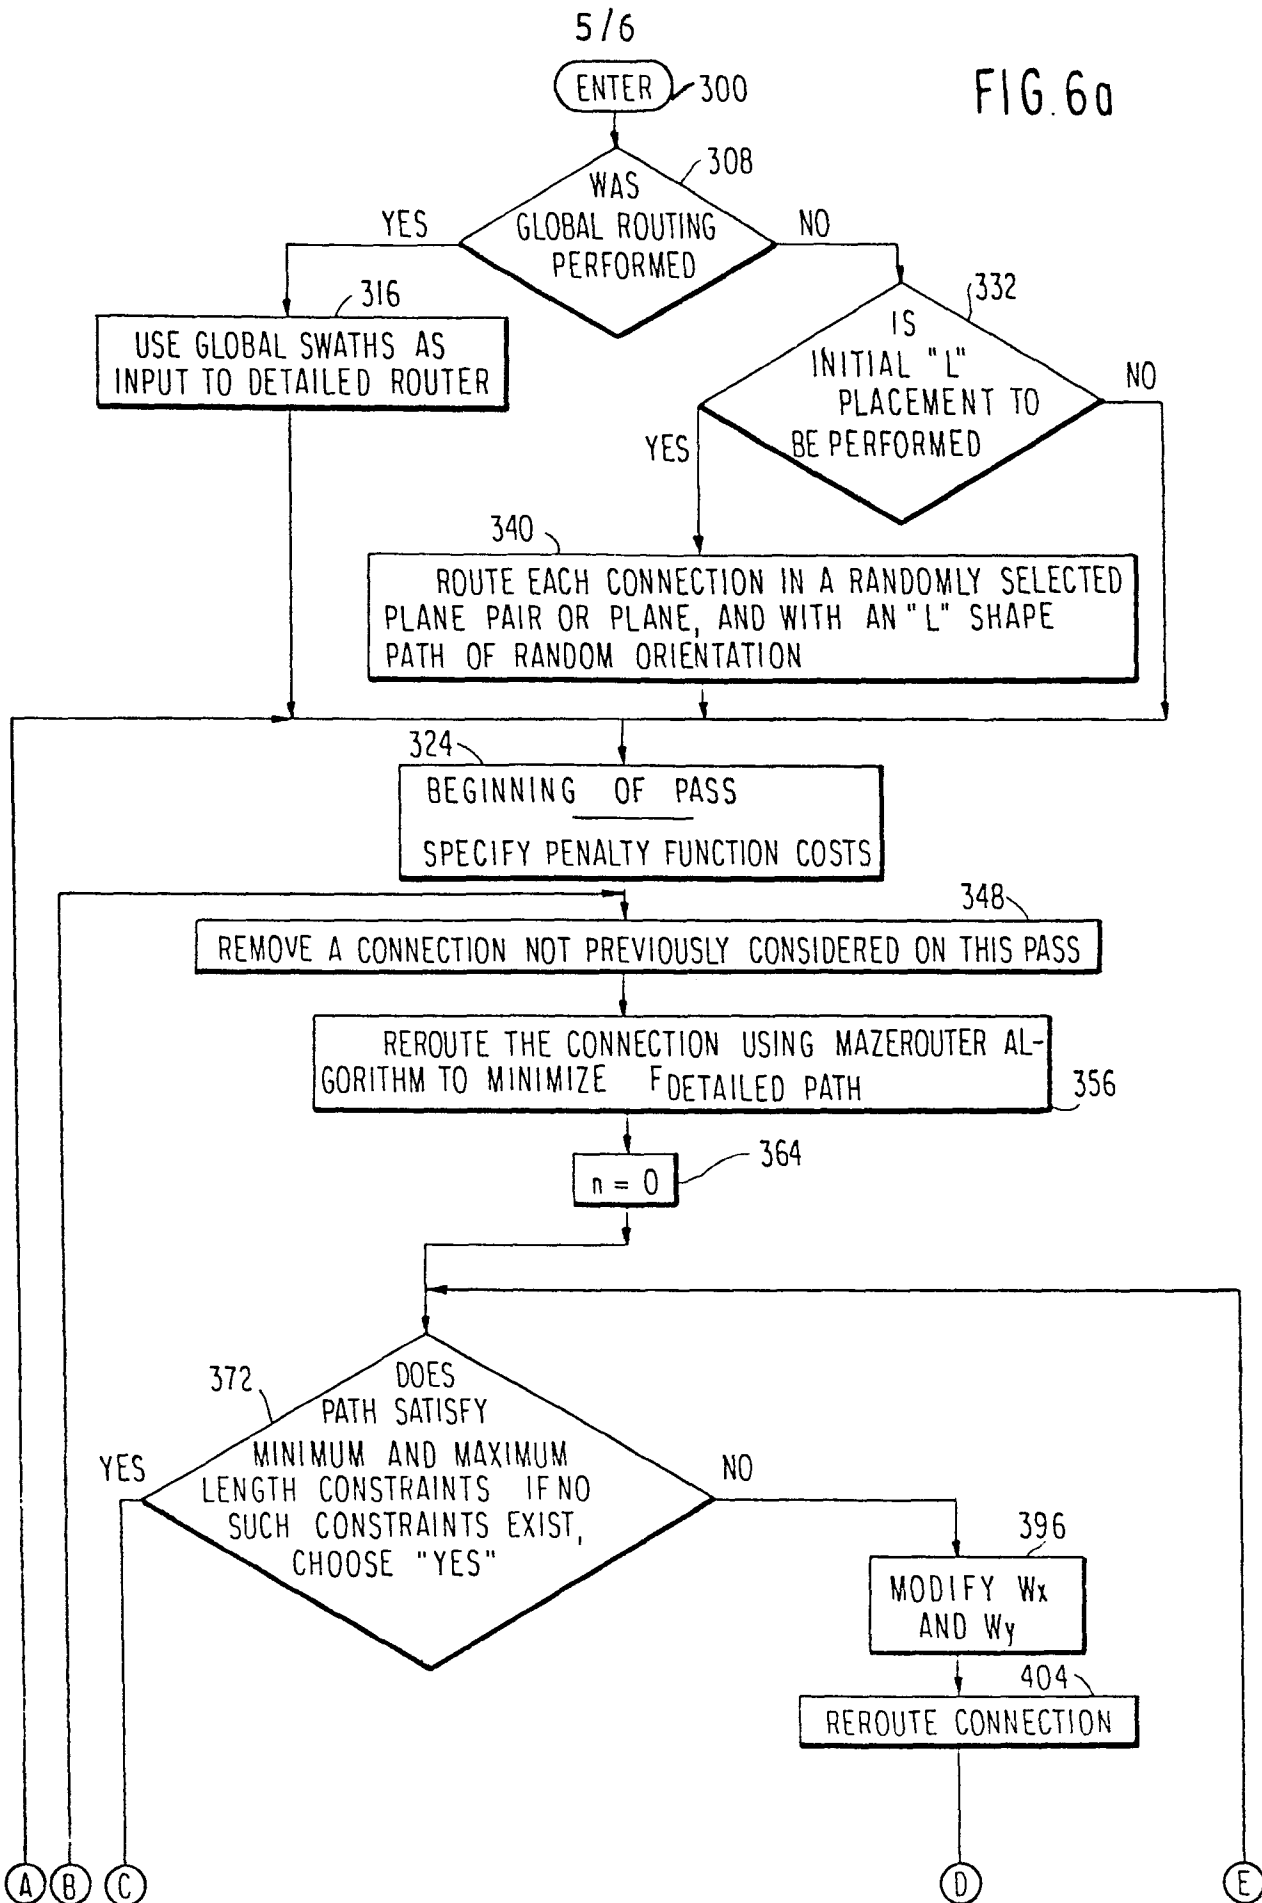 5/6
FIG. 6a
ENTER
300
308
WAS
GLOBAL ROUTING
PERFORMED
YES
NO
316
USE GLOBAL SWATHS AS
INPUT TO DETAILED ROUTER
332
IS
INITIAL "L"
PLACEMENT TO
BE PERFORMED
YES
NO
340
ROUTE EACH CONNECTION IN A RANDOMLY SELECTED
PLANE PAIR OR PLANE, AND WITH AN "L" SHAPE
PATH OF RANDOM ORIENTATION
324
BEGINNING OF PASS
SPECIFY PENALTY FUNCTION COSTS
348
REMOVE A CONNECTION NOT PREVIOUSLY CONSIDERED ON THIS PASS
REROUTE THE CONNECTION USING MAZEROUTER AL-
GORITHM TO MINIMIZE F DETAILED PATH
356
n = 0
364
372
DOES
PATH SATISFY
MINIMUM AND MAXIMUM
LENGTH CONSTRAINTS IF NO
SUCH CONSTRAINTS EXIST,
CHOOSE "YES"
YES
NO
396
MODIFY Wx
AND Wy
404
REROUTE CONNECTION
A B C D E